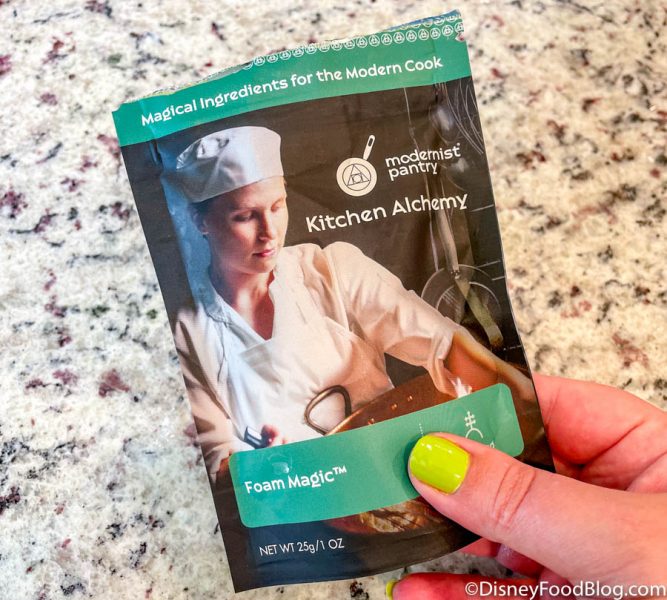 Magical Ingredients for the Modern Cook
modernist®
pantry
Kitchen Alchemy
Foam Magic™
NET WT 25g/1 OZ
©DisneyFoodBlog.com